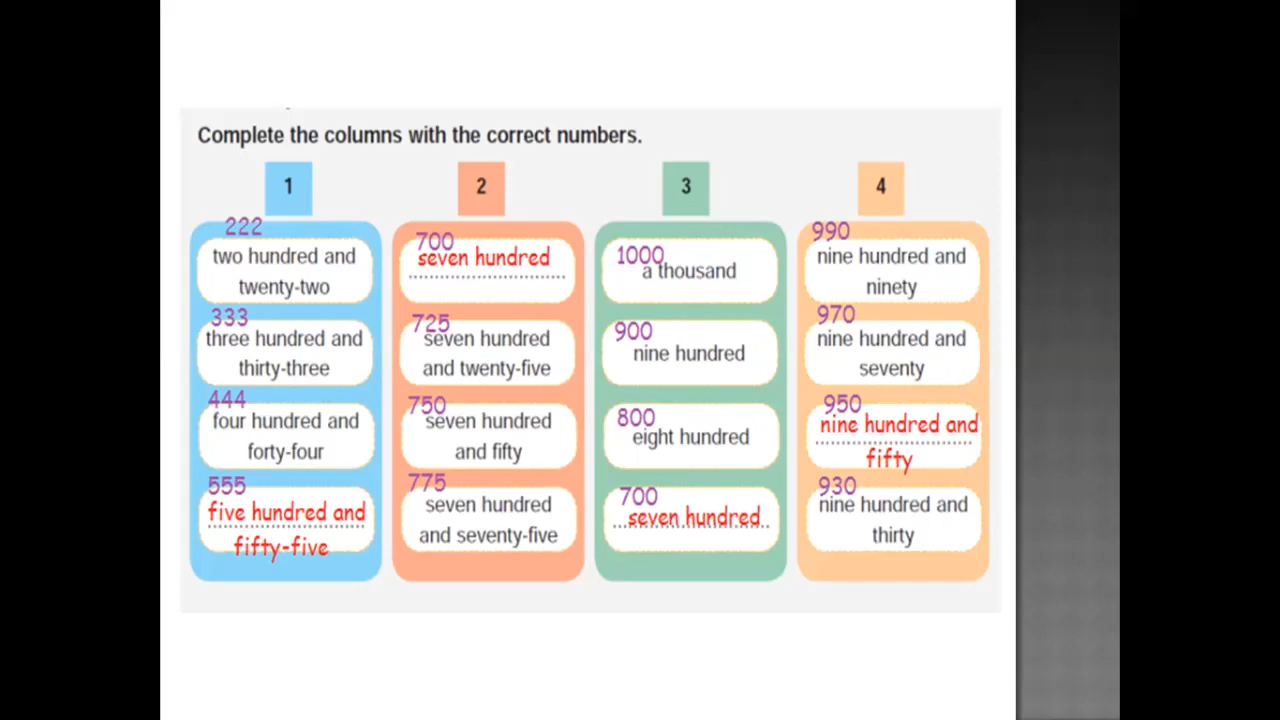 Complete the columns with the correct numbers.
1
222
two hundred and
twenty-two
333
three hundred and
thirty-three
444
four hundred and
forty-four
555
five hundred and
fifty-five
2
700
seven hundred
725
seven hundred
and twenty-five
750
seven hundred
and fifty
775
seven hundred
and seventy-five
3
1000
a thousand
900
nine hundred
800
eight hundred
700
seven hundred
4
990
nine hundred and
ninety
970
nine hundred and
seventy
950
nine hundred and
fifty
930
nine hundred and
thirty